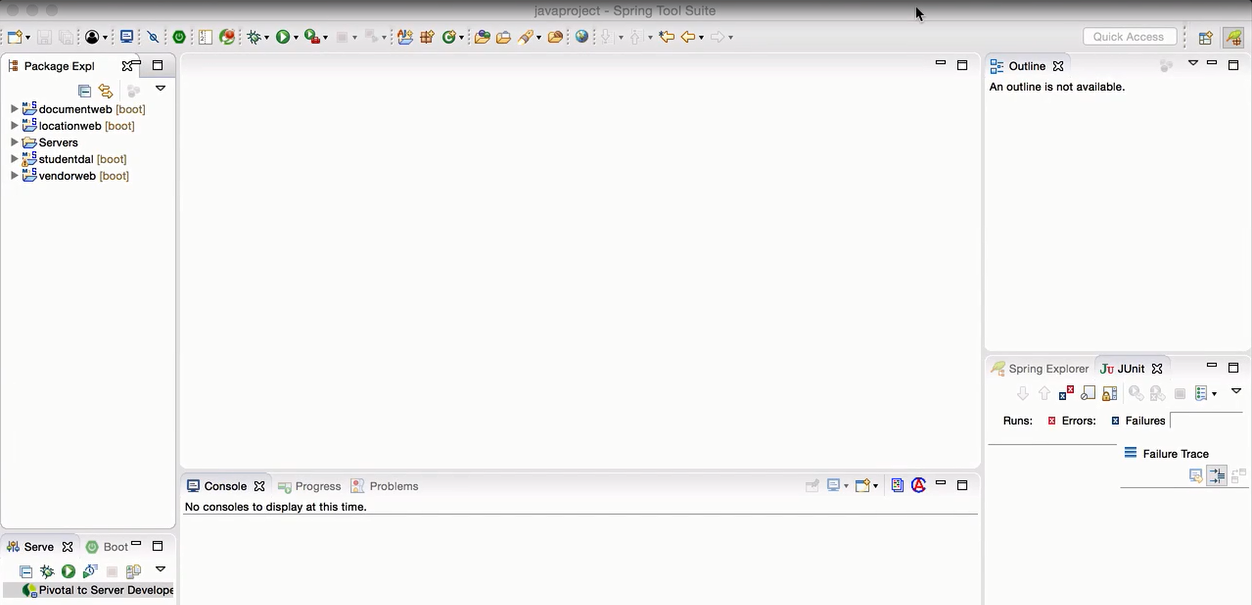 javaproject - Spring Tool Suite
Quick Access
Package Expl
documentweb [boot]
locationweb [boot]
Servers
studentdal [boot]
vendorweb [boot]
Outline
An outline is not available.
Spring Explorer
JUnit
Runs:
Errors:
Failures
Failure Trace
Console
Progress
Problems
No consoles to display at this time.
Serve
Boot
Pivotal tc Server Develope